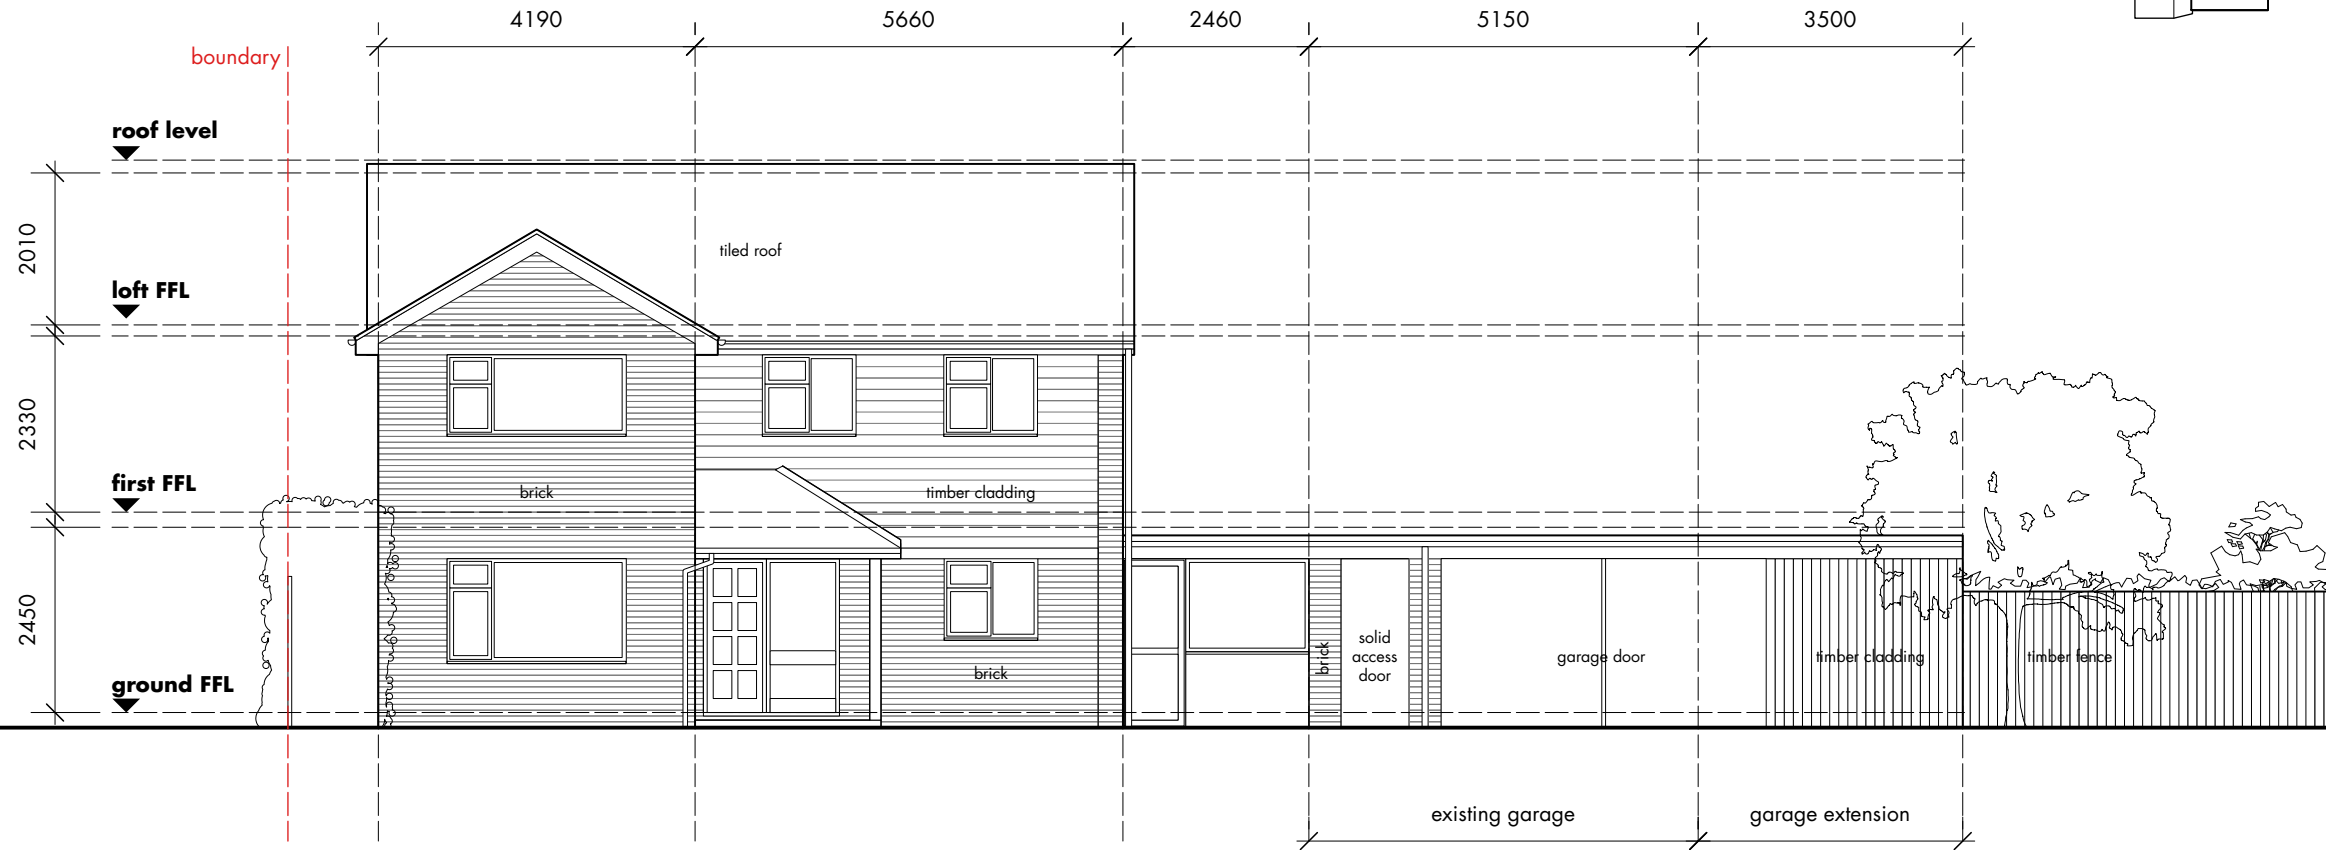 4190
5660
2460
5150
3500
boundary
roof level
2010
tiled roof
loft FFL
2330
first FFL
brick
timber cladding
2450
brick
solid
access
door
garage door
timber cladding
timber fence
brick
ground FFL
existing garage
garage extension